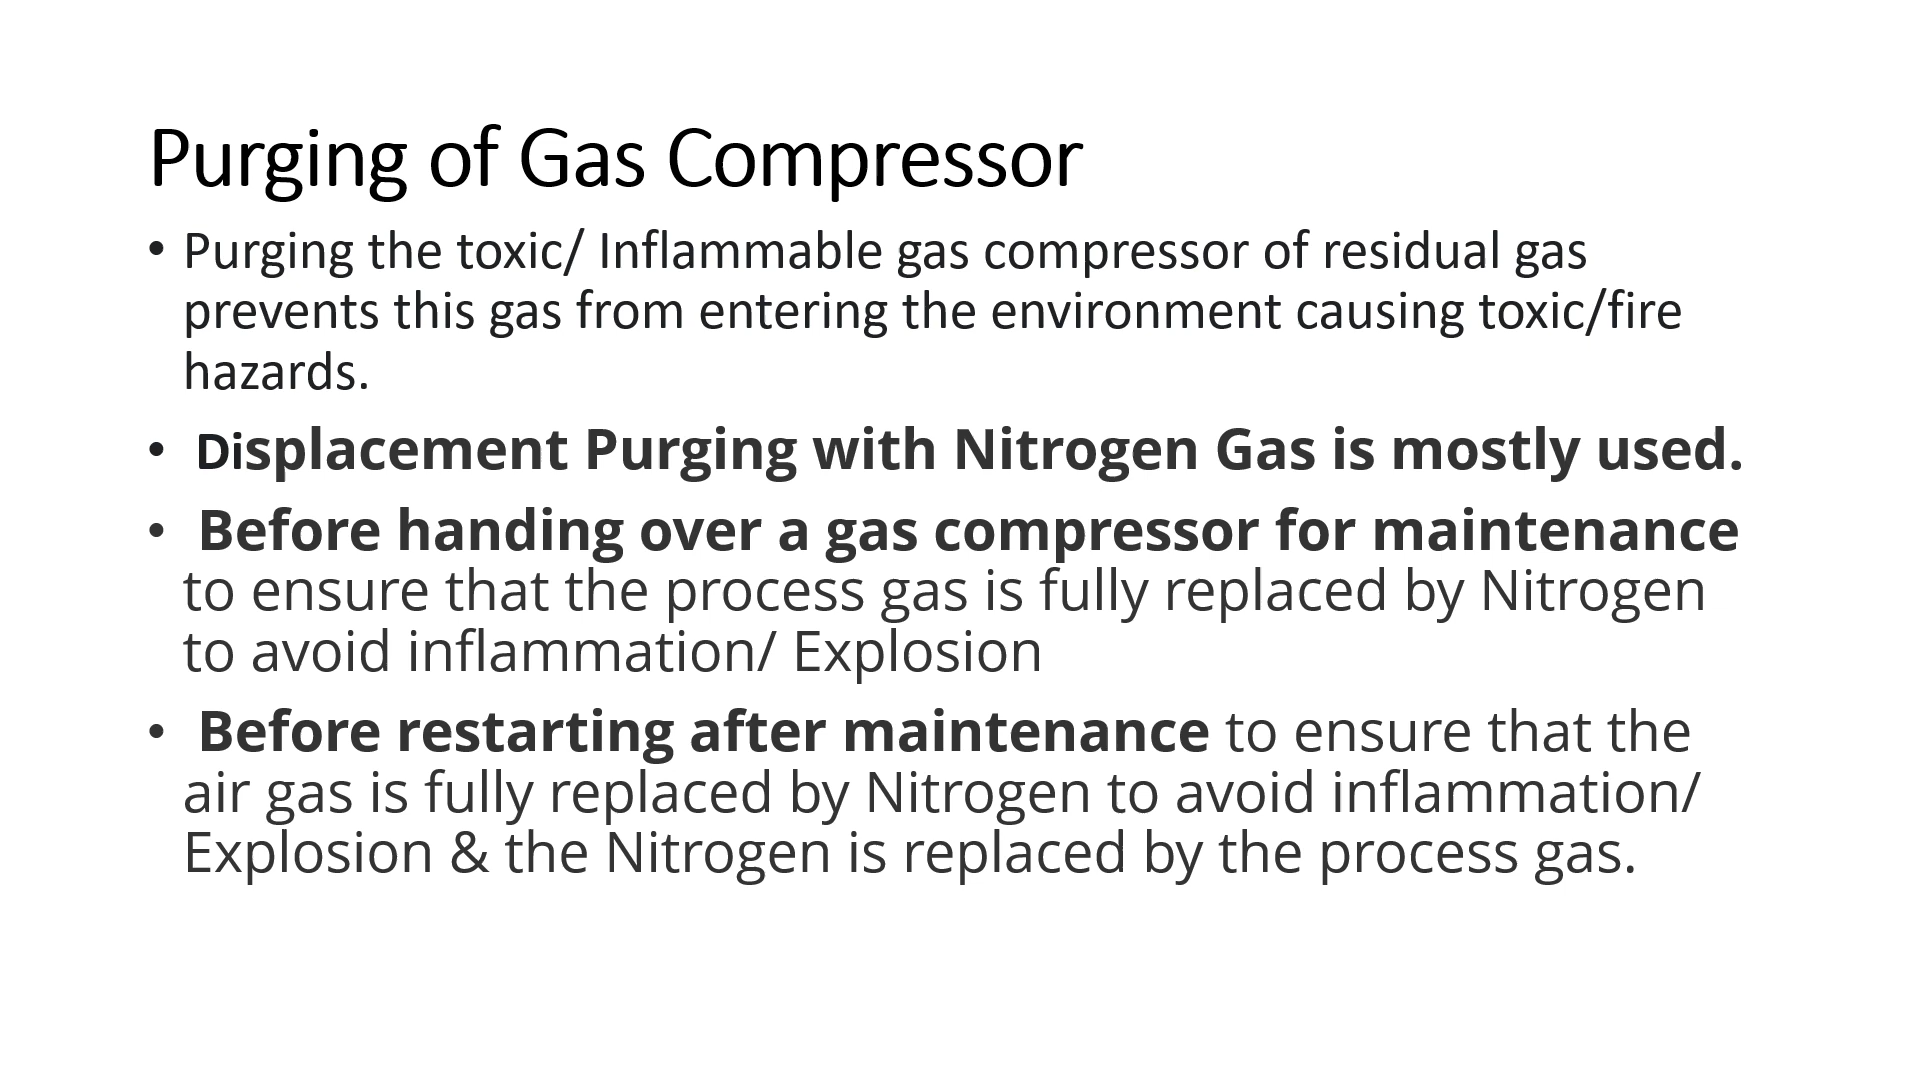 Purging of Gas Compressor
• Purging the toxic/ Inflammable gas compressor of residual gas
prevents this gas from entering the environment causing toxic/fire
hazards.
• Displacement Purging with Nitrogen Gas is mostly used.
• Before handing over a gas compressor for maintenance
to ensure that the process gas is fully replaced by Nitrogen
to avoid inflammation/ Explosion
• Before restarting after maintenance to ensure that the
air gas is fully replaced by Nitrogen to avoid inflammation/
Explosion & the Nitrogen is replaced by the process gas.